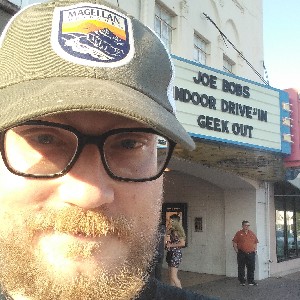 MAGELLAN
JOE BOBS
INDOOR DRIVE"IN
GEEK OUT